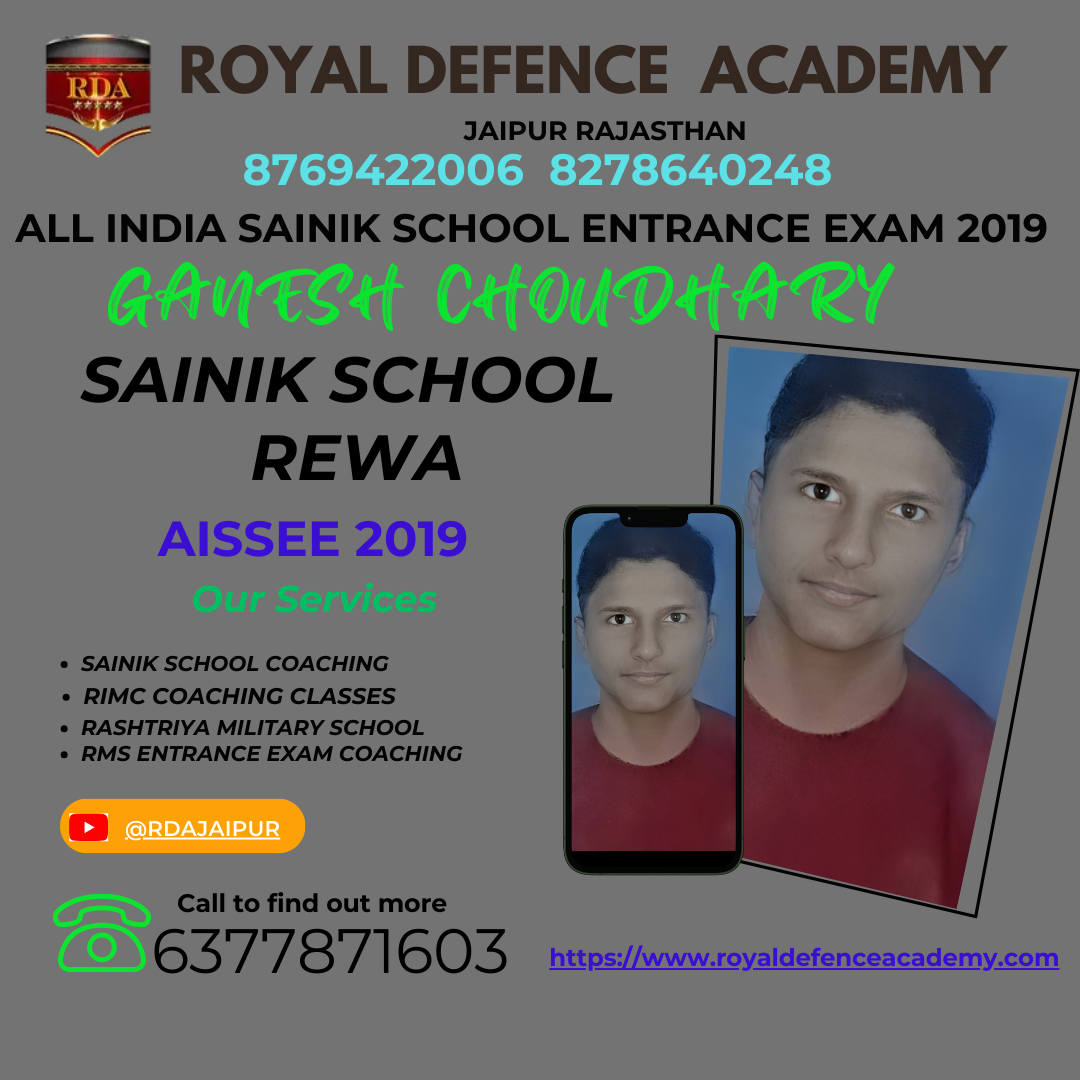 RDA
ROYAL DEFENCE ACADEMY
JAIPUR RAJASTHAN
8769422006 8278640248
ALL INDIA SAINIK SCHOOL ENTRANCE EXAM 2019
GANESH CHOUDHARY
SAINIK SCHOOL
REWA
AISSEE 2019
Our Services
• SAINIK SCHOOL COACHING
• RIMC COACHING CLASSES
• RASHTRIYA MILITARY SCHOOL
• RMS ENTRANCE EXAM COACHING
@RDAJAIPUR
Call to find out more
6377871603
https://www.royaldefenceacademy.com